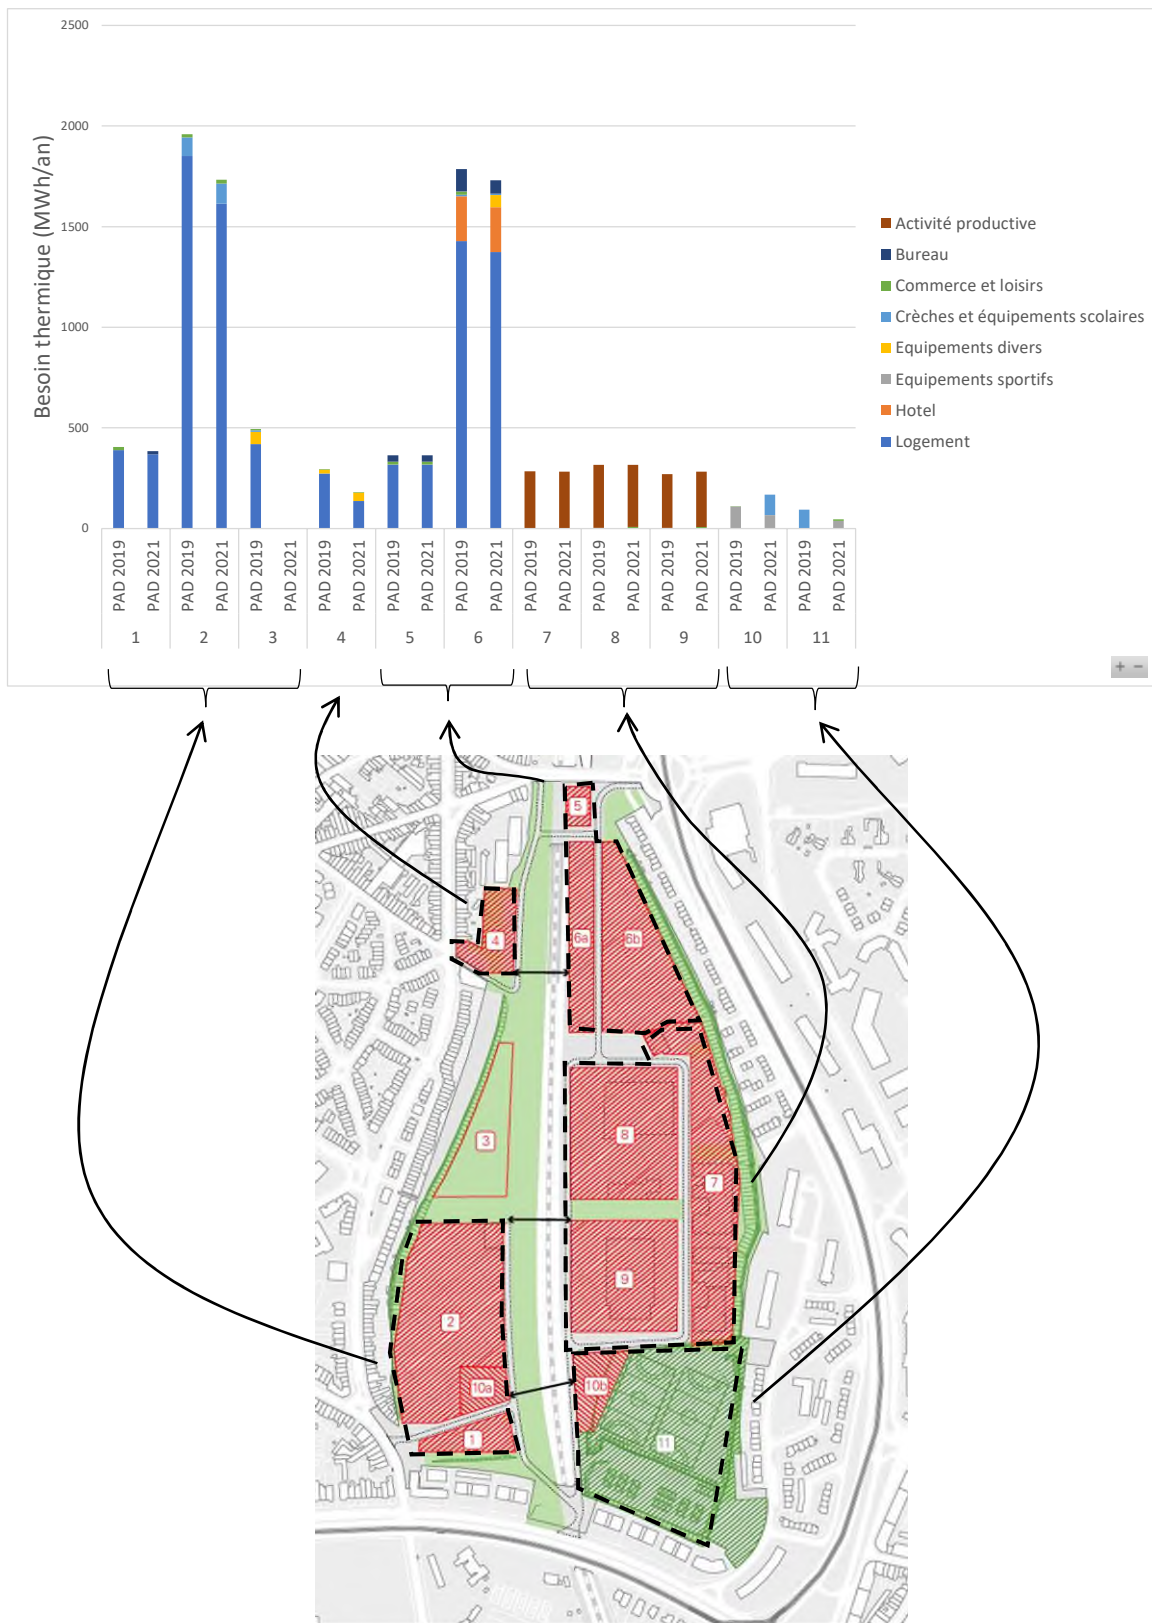 2500
2000
1500
1000
500
0
Besoin thermique (MWh/an)
Activité productive
Bureau
Commerce et loisirs
Crèches et équipements scolaires
Equipements divers
Equipements sportifs
Hotel
Logement
PAD 2019
PAD 2021
PAD 2019
PAD 2021
PAD 2019
PAD 2021
PAD 2019
PAD 2021
PAD 2019
PAD 2021
PAD 2019
PAD 2021
PAD 2019
PAD 2021
PAD 2019
PAD 2021
PAD 2019
PAD 2021
PAD 2019
PAD 2021
PAD 2019
PAD 2021
1 2 3 4 5 6 7 8 9 10 11
+ −
5
4
6a
6b
3
8
7
9
2
10a
10b
1
11